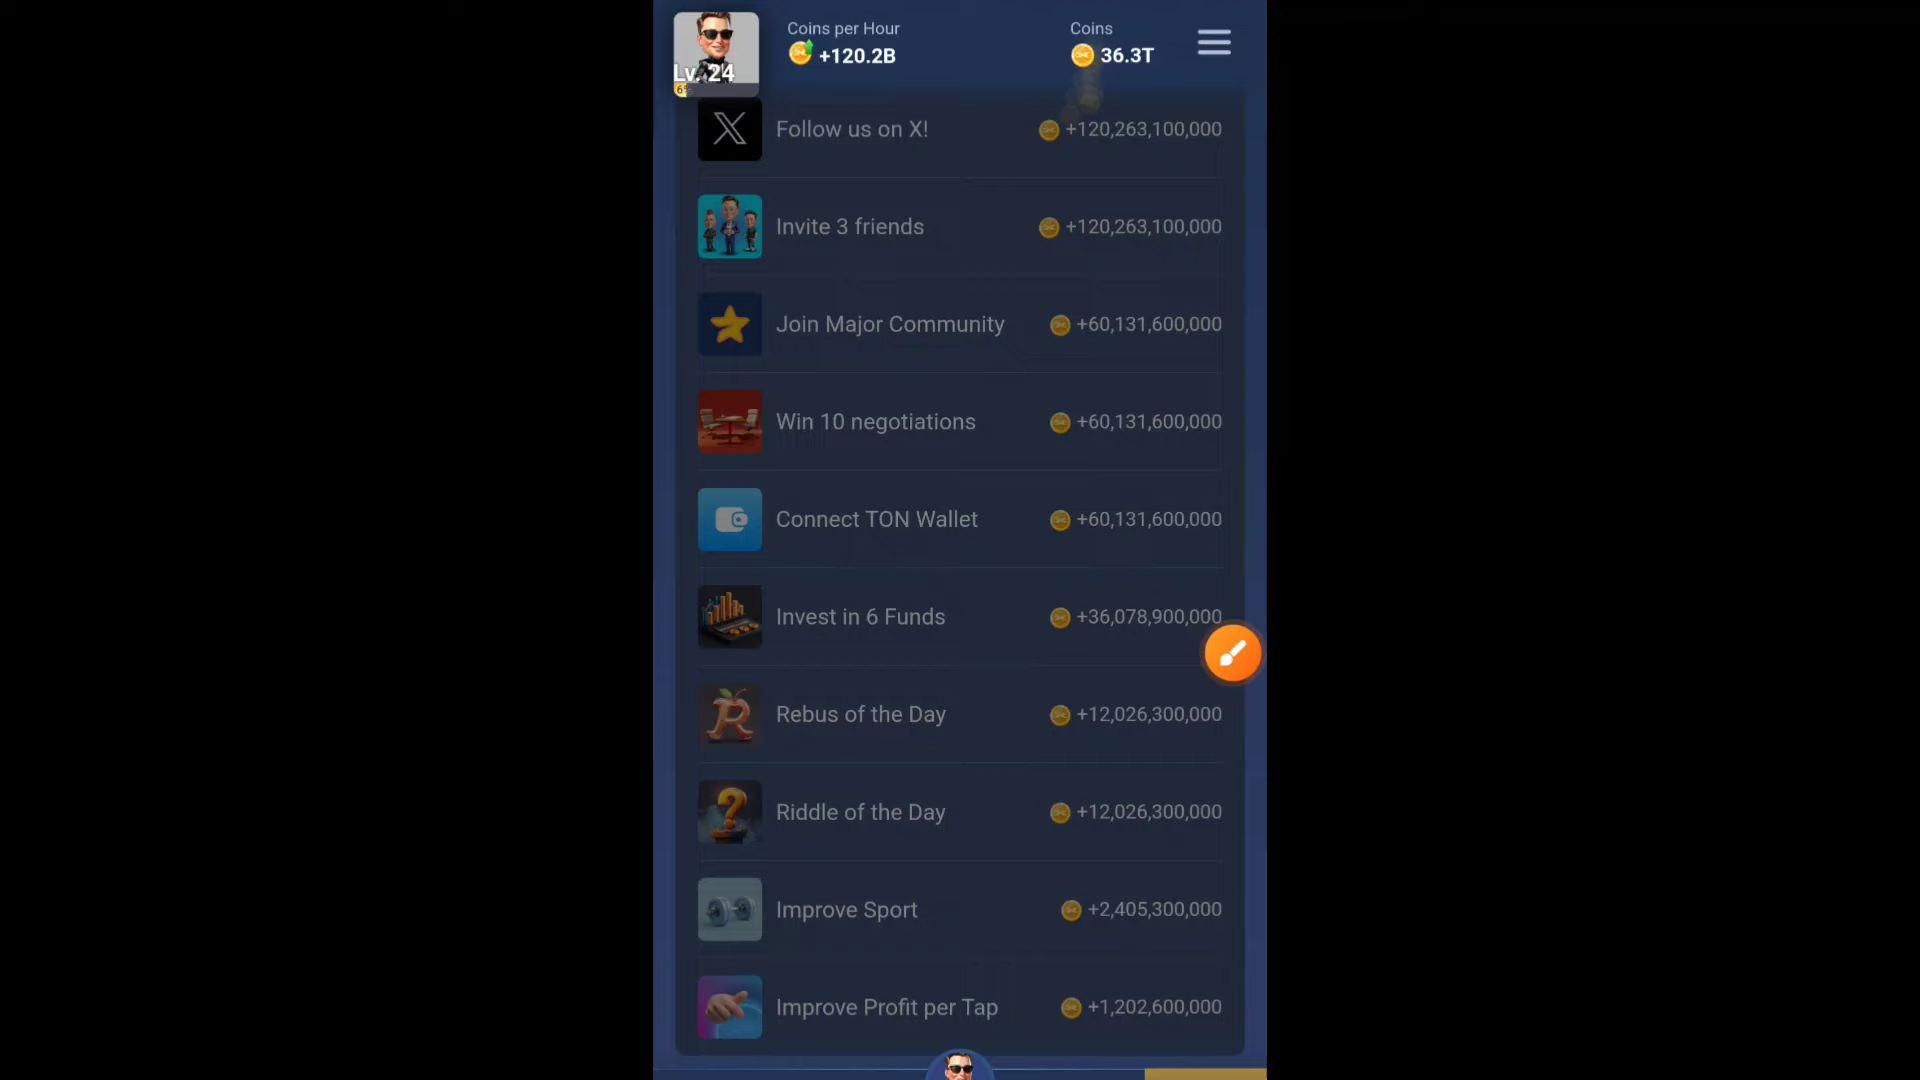 Coins per Hour
+120.2B
Coins
36.3T
Lv. 24
6%
Follow us on X!
+120,263,100,000
Invite 3 friends
+120,263,100,000
Join Major Community
+60,131,600,000
Win 10 negotiations
+60,131,600,000
Connect TON Wallet
+60,131,600,000
Invest in 6 Funds
+36,078,900,000
Rebus of the Day
+12,026,300,000
Riddle of the Day
+12,026,300,000
Improve Sport
+2,405,300,000
Improve Profit per Tap
+1,202,600,000